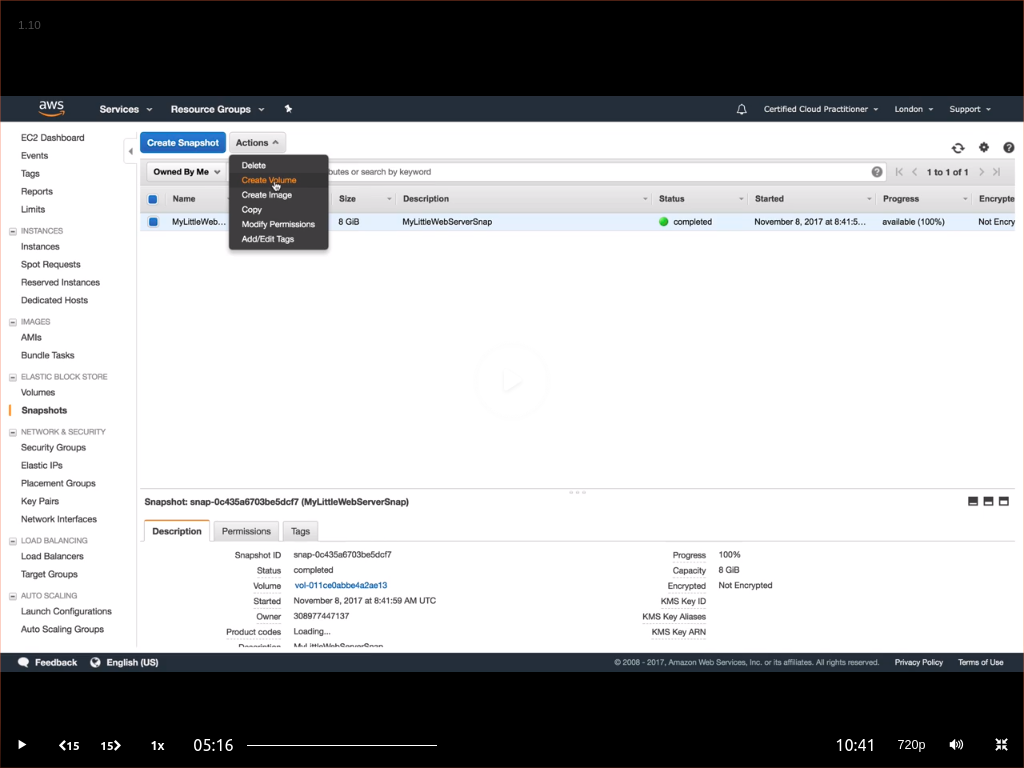 1.10
aws Services Resource Groups Certified Cloud Practitioner London Support
EC2 Dashboard
Events
Tags
Reports
Limits
INSTANCES
Instances
Spot Requests
Reserved Instances
Dedicated Hosts
IMAGES
AMIs
Bundle Tasks
ELASTIC BLOCK STORE
Volumes
Snapshots
NETWORK & SECURITY
Security Groups
Elastic IPs
Placement Groups
Key Pairs
Network Interfaces
LOAD BALANCING
Load Balancers
Target Groups
AUTO SCALING
Launch Configurations
Auto Scaling Groups
Create Snapshot Actions
Delete
Create Volume
Create Image
Copy
Modify Permissions
Add/Edit Tags
Owned By Me butes or search by keyword 1 to 1 of 1
Name Size Description Status Started Progress Encrypte
MyLittleWeb... 8 GiB MyLittleWebServerSnap completed November 8, 2017 at 8:41:5... available (100%) Not Encry
Snapshot: snap-0c435a6703be5dcf7 (MyLittleWebServerSnap)
Description Permissions Tags
Snapshot ID snap-0c435a6703be5dcf7 Progress 100%
Status completed Capacity 8 GiB
Volume vol-011ce0abbe4a2ae13 Encrypted Not Encrypted
Started November 8, 2017 at 8:41:59 AM UTC KMS Key ID
Owner 308977447137 KMS Key Aliases
Product codes Loading... KMS Key ARN
Description MyLittleWebServerSnap
Feedback English (US) © 2008 - 2017, Amazon Web Services, Inc. or its affiliates. All rights reserved. Privacy Policy Terms of Use
15 15 1x 05:16 10:41 720p